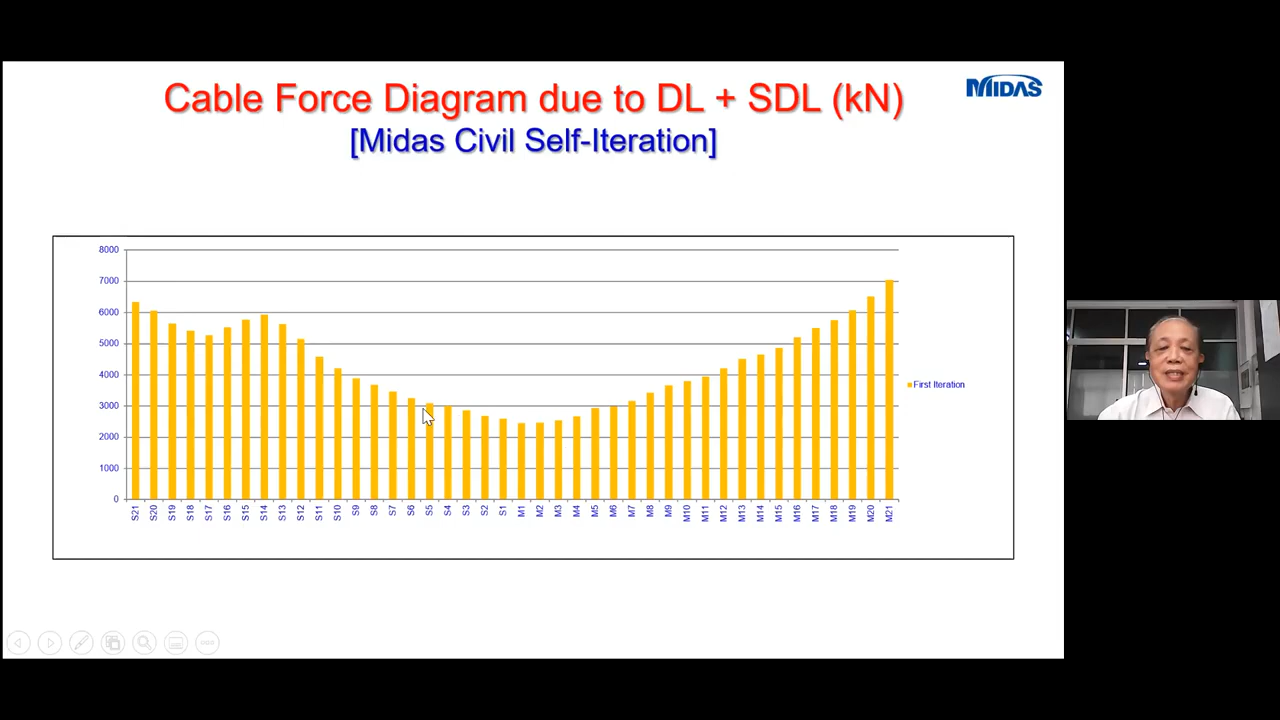 Cable Force Diagram due to DL + SDL (kN)
MIDAS
[Midas Civil Self-Iteration]
8000
7000
6000
5000
4000
3000
2000
1000
0
First Iteration
S21 S20 S19 S18 S17 S16 S15 S14 S13 S12 S11 S10 S9 S8 S7 S6 S5 S4 S3 S2 S1 M1 M2 M3 M4 M5 M6 M7 M8 M9 M10 M11 M12 M13 M14 M15 M16 M17 M18 M19 M20 M21